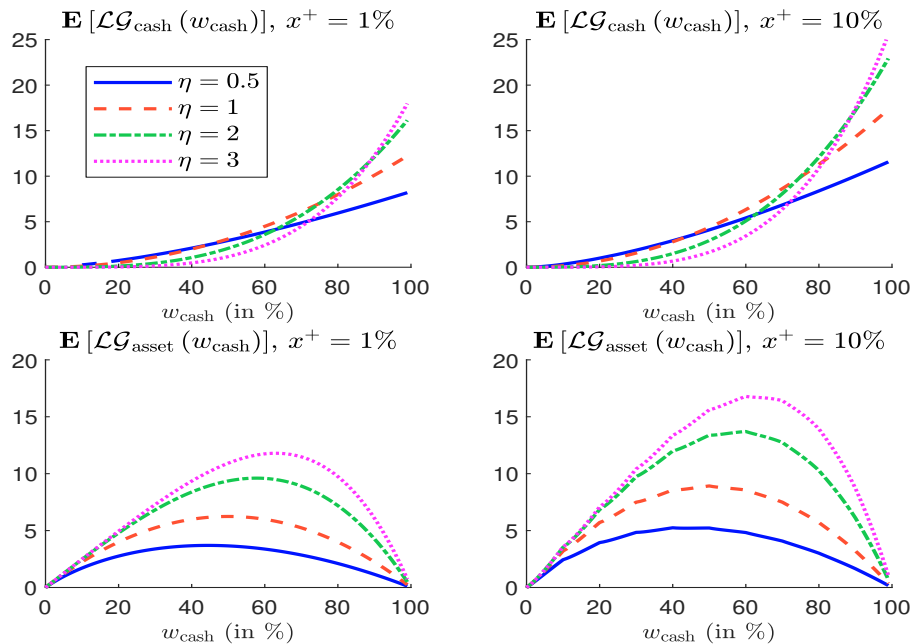 E [LG_cash (w_cash)], x⁺ = 1%
25
20
15
10
5
0
0 20 40 60 80 100
w_cash (in %)
η = 0.5
η = 1
η = 2
η = 3
E [LG_cash (w_cash)], x⁺ = 10%
25
20
15
10
5
0
0 20 40 60 80 100
w_cash (in %)
E [LG_asset (w_cash)], x⁺ = 1%
20
15
10
5
0
0 20 40 60 80 100
w_cash (in %)
E [LG_asset (w_cash)], x⁺ = 10%
20
15
10
5
0
0 20 40 60 80 100
w_cash (in %)